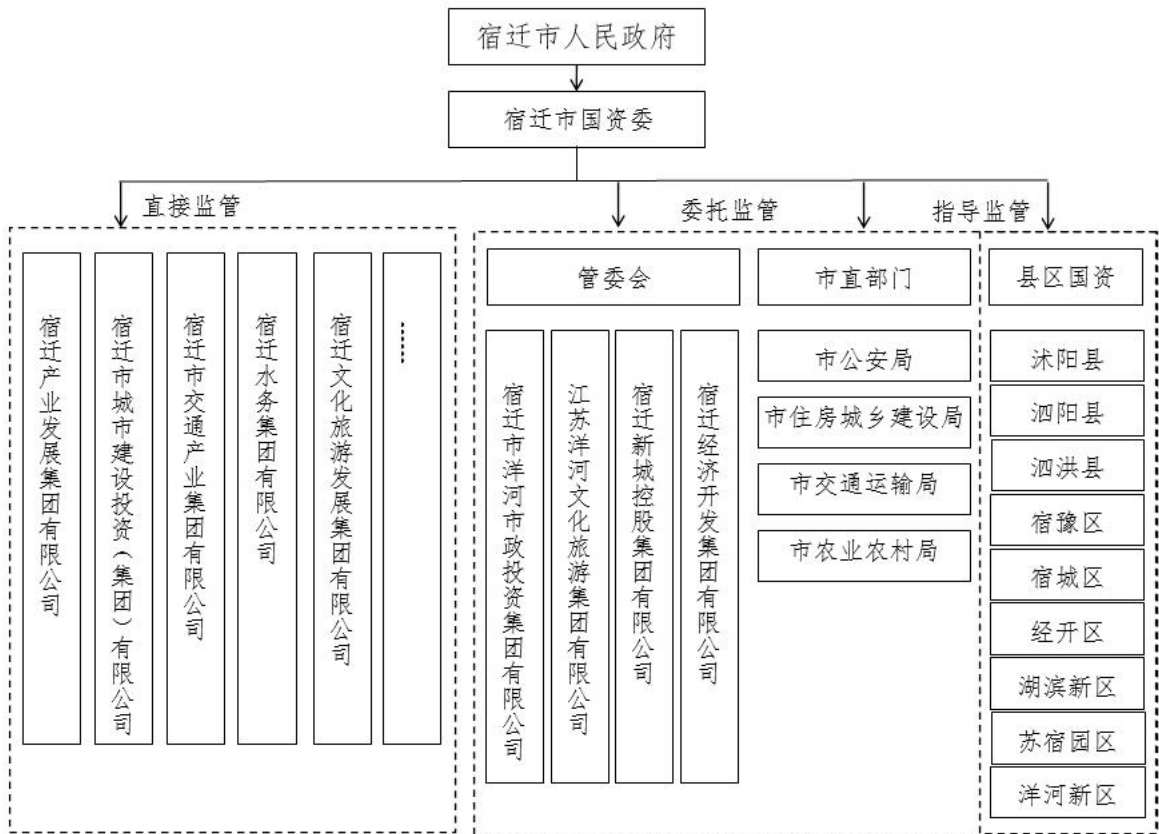 宿迁市人民政府
宿迁市国资委
直接监管
委托监管
指导监管
宿迁产业发展集团有限公司
宿迁市城市建设投资（集团）有限公司
宿迁市交通产业集团有限公司
宿迁水务集团有限公司
宿迁文化旅游发展集团有限公司
……
管委会
宿迁市洋河市政投资集团有限公司
江苏洋河文化旅游集团有限公司
宿迁新城控股集团有限公司
宿迁经济开发集团有限公司
市直部门
市公安局
市住房城乡建设局
市交通运输局
市农业农村局
县区国资
沭阳县
泗阳县
泗洪县
宿豫区
宿城区
经开区
湖滨新区
苏宿园区
洋河新区